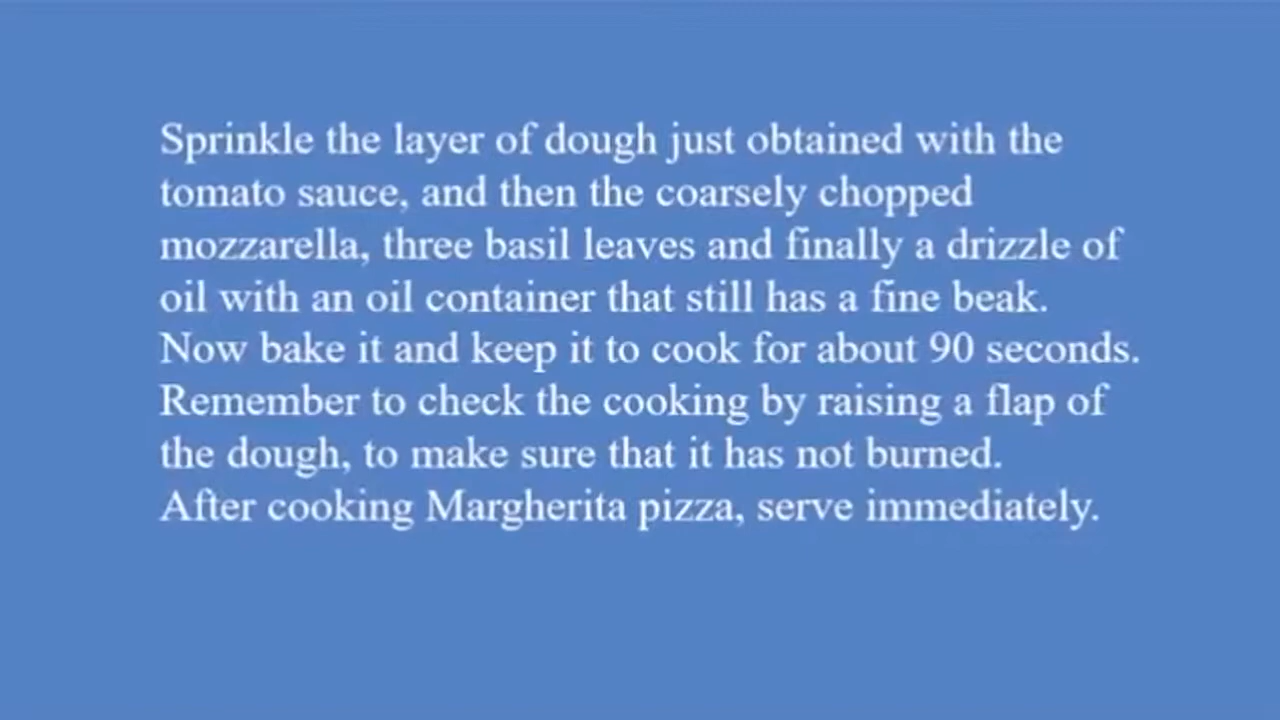 Sprinkle the layer of dough just obtained with the
tomato sauce, and then the coarsely chopped
mozzarella, three basil leaves and finally a drizzle of
oil with an oil container that still has a fine beak.
Now bake it and keep it to cook for about 90 seconds.
Remember to check the cooking by raising a flap of
the dough, to make sure that it has not burned.
After cooking Margherita pizza, serve immediately.